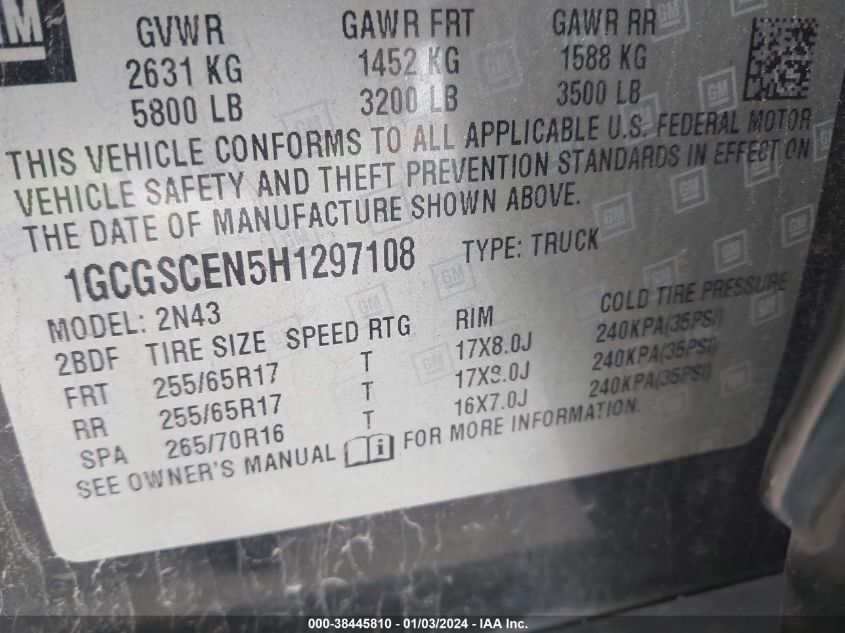 GM
GVWR GAWR FRT GAWR RR
2631 KG 1452 KG 1588 KG
5800 LB 3200 LB 3500 LB
THIS VEHICLE CONFORMS TO ALL APPLICABLE U.S. FEDERAL MOTOR
VEHICLE SAFETY AND THEFT PREVENTION STANDARDS IN EFFECT ON
THE DATE OF MANUFACTURE SHOWN ABOVE.
1GCGSCEN5H1297108 TYPE: TRUCK
MODEL: 2N43
2BDF TIRE SIZE SPEED RTG RIM COLD TIRE PRESSURE
FRT 255/65R17 T 17X8.0J 240KPA(35PSI)
RR 255/65R17 T 17X8.0J 240KPA(35PSI)
SPA 265/70R16 T 16X7.0J 240KPA(35PSI)
SEE OWNER'S MANUAL FOR MORE INFORMATION.
000-38445810 - 01/03/2024 - IAA Inc.